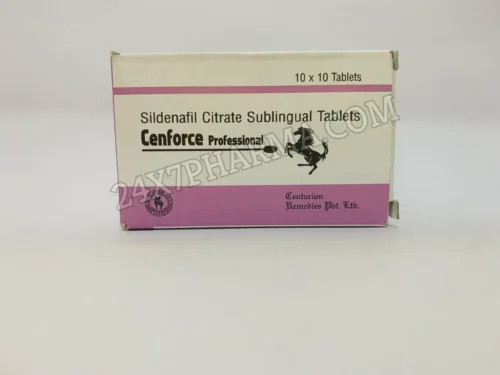 10 x 10 Tablets
Sildenafil Citrate Sublingual Tablets
Cenforce Professional
24X7PHARMA.COM
Centurion
Remedies Pvt. Ltd.